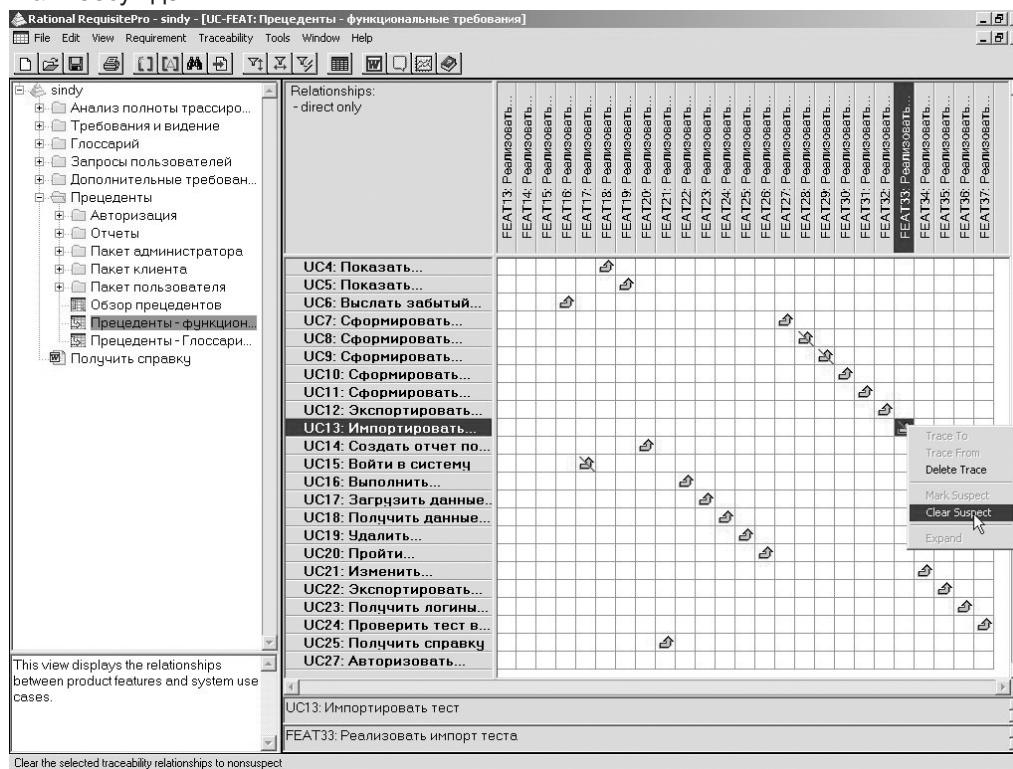 Rational RequisitePro - sindy - [UC-FEAT: Прецеденты - функциональные требования]
File Edit View Requirement Traceability Tools Window Help
sindy
Анализ полноты трассиро...
Требования и видение
Глоссарий
Запросы пользователей
Дополнительные требован...
Прецеденты
Авторизация
Отчеты
Пакет администратора
Пакет клиента
Пакет пользователя
Обзор прецедентов
Прецеденты - функцион...
Прецеденты - Глоссари...
Получить справку
This view displays the relationships
between product features and system use
cases.
Relationships:
- direct only
FEAT13: Реализовать...
FEAT14: Реализовать...
FEAT15: Реализовать...
FEAT16: Реализовать...
FEAT17: Реализовать...
FEAT18: Реализовать...
FEAT19: Реализовать...
FEAT20: Реализовать...
FEAT21: Реализовать...
FEAT22: Реализовать...
FEAT23: Реализовать...
FEAT24: Реализовать...
FEAT25: Реализовать...
FEAT26: Реализовать...
FEAT27: Реализовать...
FEAT28: Реализовать...
FEAT29: Реализовать...
FEAT30: Реализовать...
FEAT31: Реализовать...
FEAT32: Реализовать...
FEAT33: Реализовать...
FEAT34: Реализовать...
FEAT35: Реализовать...
FEAT36: Реализовать...
FEAT37: Реализовать...
UC4: Показать...
UC5: Показать...
UC6: Выслать забытый...
UC7: Сформировать...
UC8: Сформировать...
UC9: Сформировать...
UC10: Сформировать...
UC11: Сформировать...
UC12: Экспортировать...
UC13: Импортировать...
UC14: Создать отчет по...
UC15: Войти в систему
UC16: Выполнить...
UC17: Загрузить данные..
UC18: Получить данные...
UC19: Удалить...
UC20: Пройти...
UC21: Изменить...
UC22: Экспортировать...
UC23: Получить логины...
UC24: Проверить тест в...
UC25: Получить справку
UC27: Авторизовать...
Trace To
Trace From
Delete Trace
Mark Suspect
Clear Suspect
Expand
UC13: Импортировать тест
FEAT33: Реализовать импорт теста
Clear the selected traceability relationships to nonsuspect